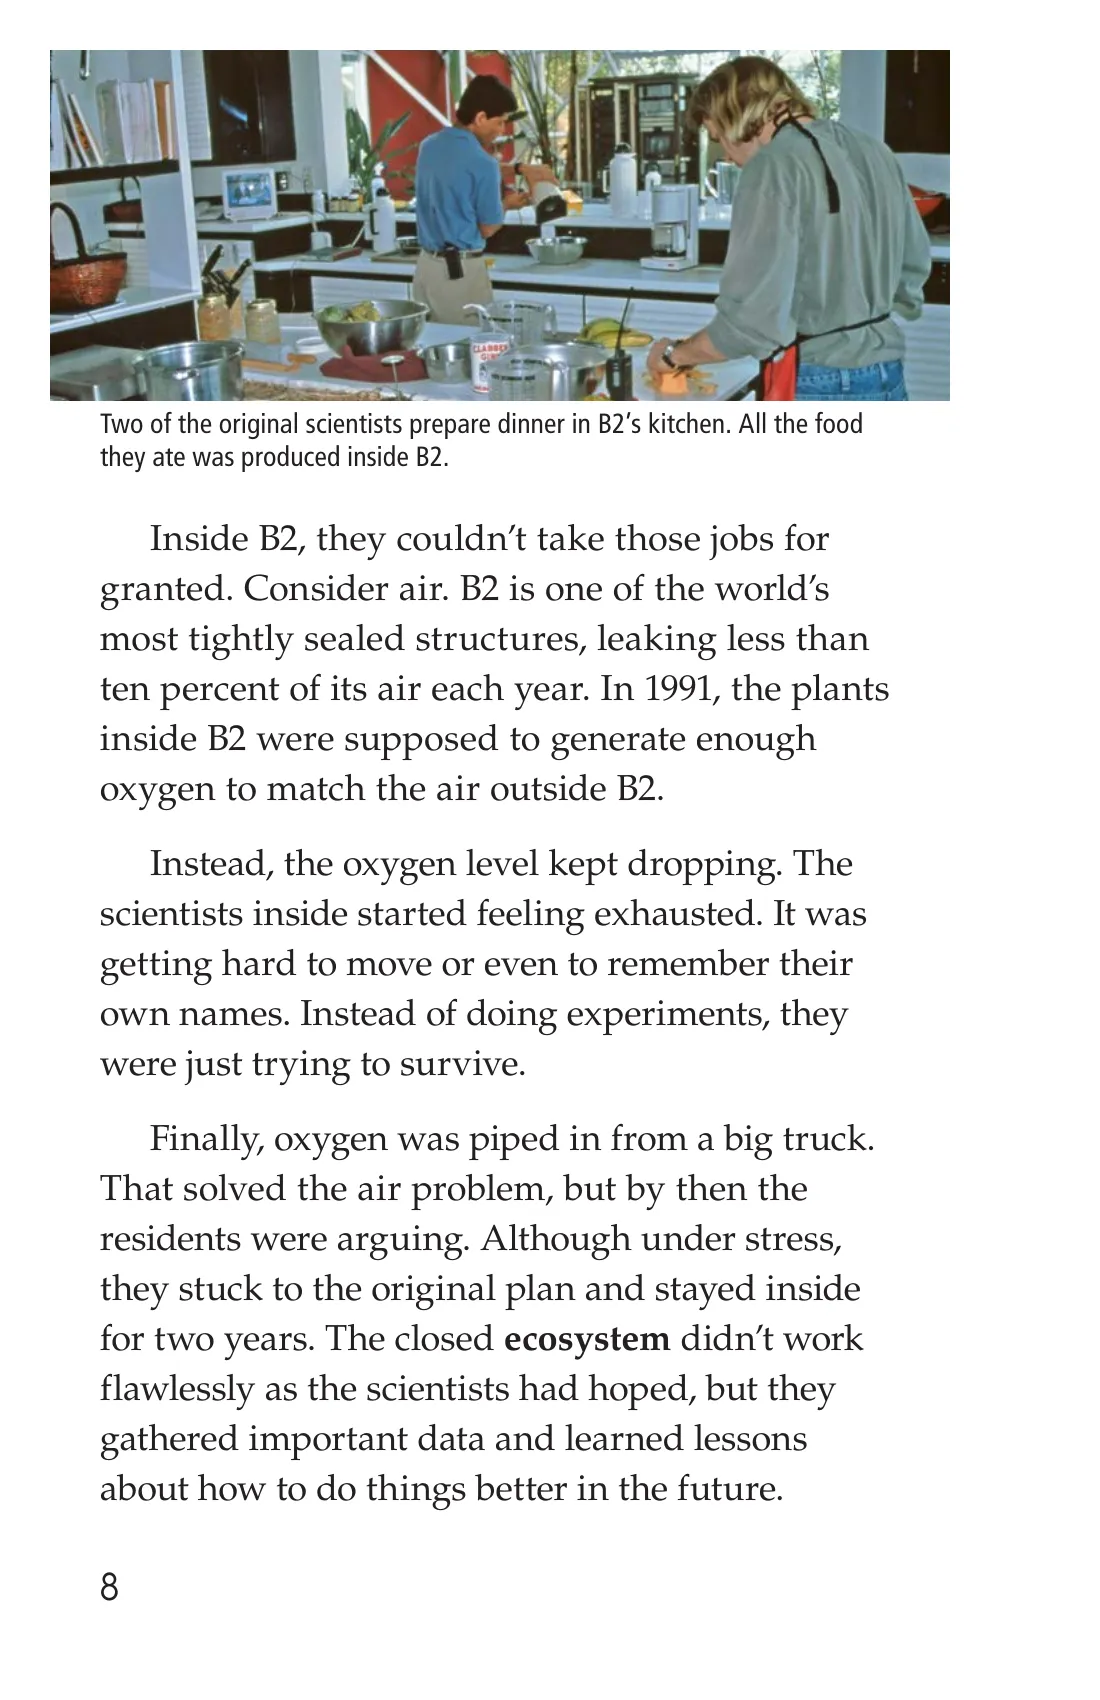 CLABBER
GIRL
Two of the original scientists prepare dinner in B2’s kitchen. All the food
they ate was produced inside B2.
Inside B2, they couldn’t take those jobs for
granted. Consider air. B2 is one of the world’s
most tightly sealed structures, leaking less than
ten percent of its air each year. In 1991, the plants
inside B2 were supposed to generate enough
oxygen to match the air outside B2.
Instead, the oxygen level kept dropping. The
scientists inside started feeling exhausted. It was
getting hard to move or even to remember their
own names. Instead of doing experiments, they
were just trying to survive.
Finally, oxygen was piped in from a big truck.
That solved the air problem, but by then the
residents were arguing. Although under stress,
they stuck to the original plan and stayed inside
for two years. The closed ecosystem didn’t work
flawlessly as the scientists had hoped, but they
gathered important data and learned lessons
about how to do things better in the future.
8